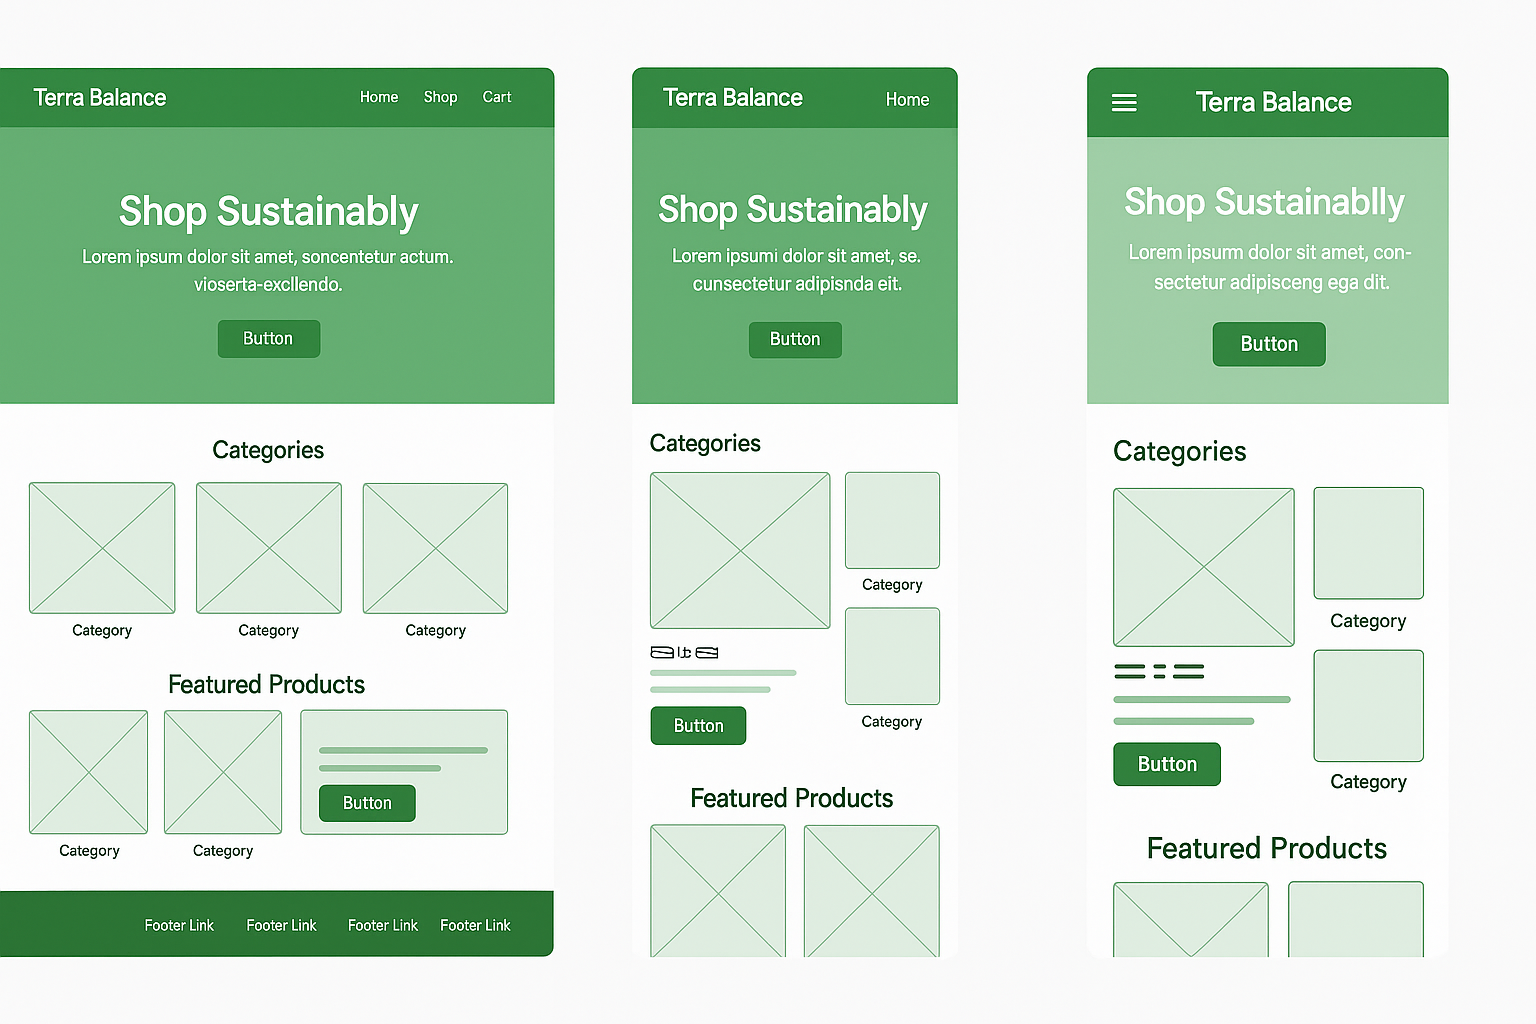 Terra Balance
Home Shop Cart
Shop Sustainably
Lorem ipsum dolor sit amet, soncentetur actum.
vioserta-excllendo.
Button
Categories
Category Category Category
Featured Products
Button
Category Category
Footer Link Footer Link Footer Link Footer Link
Terra Balance
Home
Shop Sustainably
Lorem ipsumi dolor sit amet, se.
cunsectetur adipisnda eit.
Button
Categories
Category
Button
Category
Featured Products
Terra Balance
Shop Sustainablly
Lorem ipsum dolor sit amet, con-
sectetur adipisceng ega dit.
Button
Categories
Category
Button
Category
Featured Products